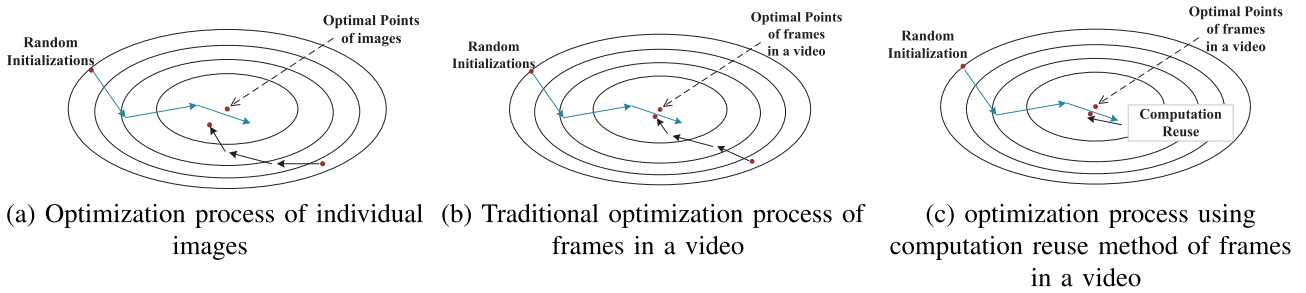 Optimal Points
of images
Random
Initializations
(a) Optimization process of individual
images
Optimal Points
of frames
in a video
Random
Initializations
(b) Traditional optimization process of
frames in a video
Optimal Points
of frames
in a video
Random
Initialization
Computation
Reuse
(c) optimization process using
computation reuse method of frames
in a video